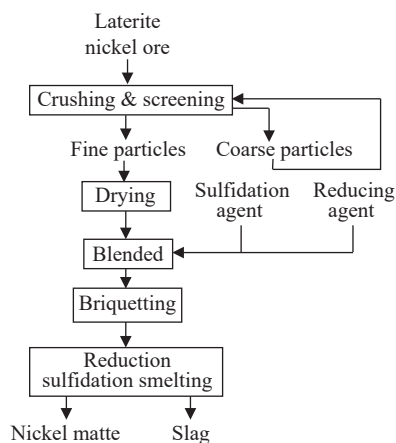 Laterite
nickel ore
Crushing & screening
Fine particles
Coarse particles
Drying
Sulfidation
agent
Reducing
agent
Blended
Briquetting
Reduction
sulfidation smelting
Nickel matte
Slag